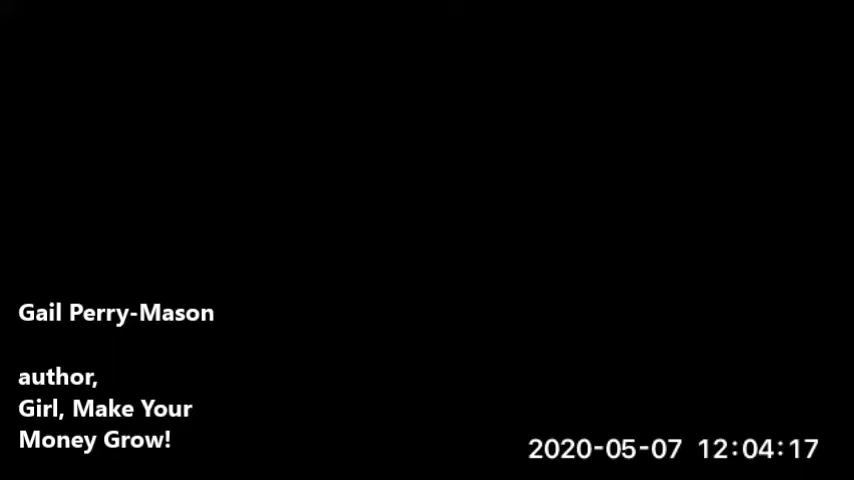 Gail Perry-Mason
author,
Girl, Make Your
Money Grow!
2020-05-07 12:04:17